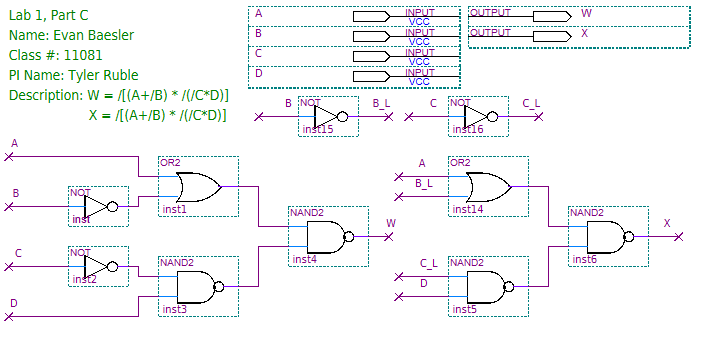 Lab 1, Part C
Name: Evan Baesler
Class #: 11081
PI Name: Tyler Ruble
Description: W = /[(A+/B) * /(/C*D)]
X = /[(A+/B) * /(/C*D)]
A INPUT VCC
B INPUT VCC
C INPUT VCC
D INPUT VCC
OUTPUT W
OUTPUT X
B NOT B_L
inst15
C NOT C_L
inst16
A
OR2
B
NOT
inst
inst1
NAND2
W
inst4
C
NOT
inst2
NAND2
D
inst3
A
OR2
B_L
inst14
NAND2
X
inst6
C_L
NAND2
D
inst5